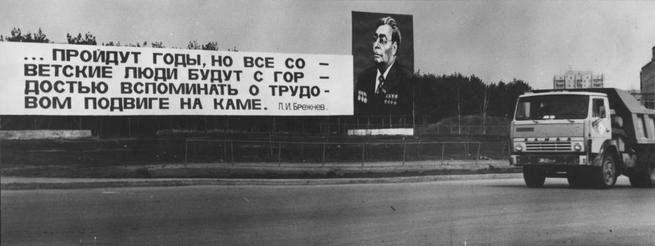 ... ПРОЙДУТ ГОДЫ, НО ВСЕ СО –
ВЕТСКИЕ ЛЮДИ БУДУТ С ГОР –
ДОСТЬЮ ВСПОМИНАТЬ О ТРУДО–
ВОМ ПОДВИГЕ НА КАМЕ. Л.И. Брежнев.